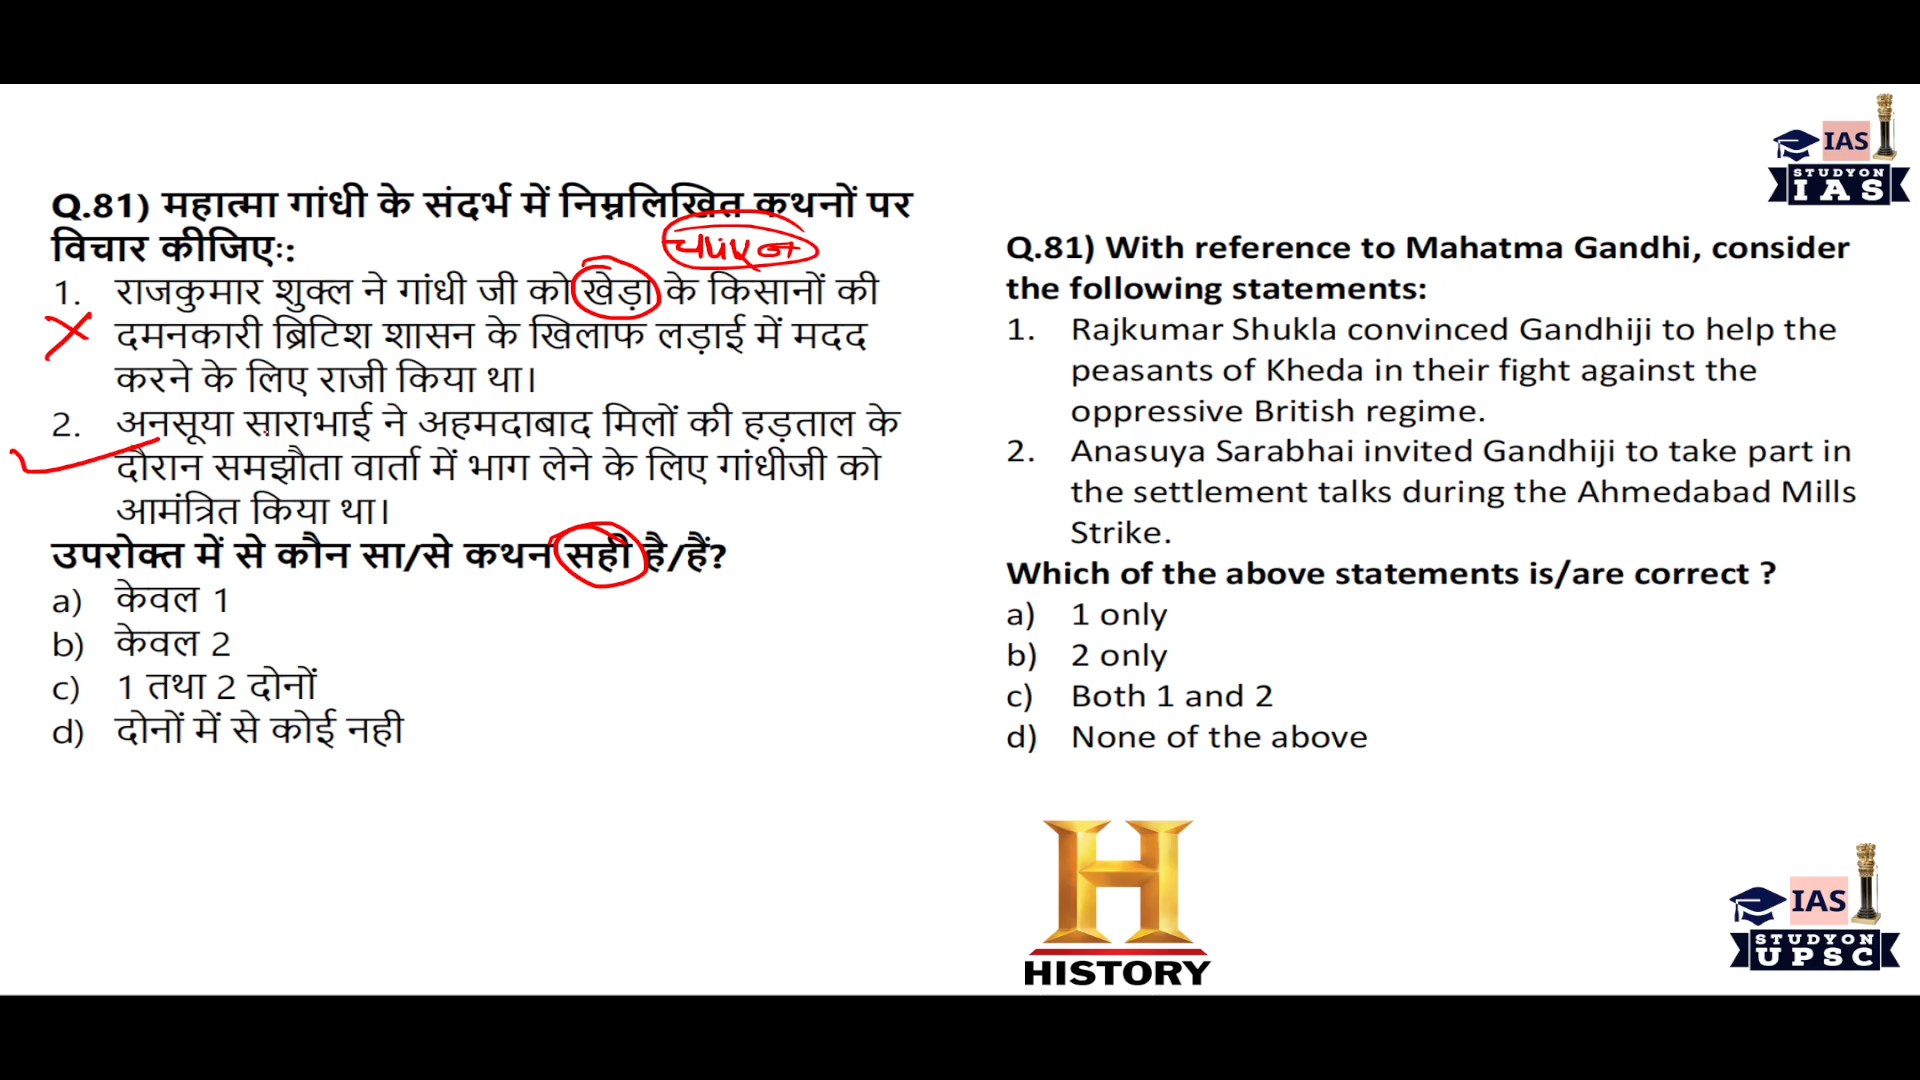 IAS
STUDYON
IAS
Q.81) महात्मा गांधी के संदर्भ में निम्नलिखित कथनों पर
विचार कीजिएः:
चंपारन
1. राजकुमार शुक्ल ने गांधी जी को खेड़ा के किसानों की
दमनकारी ब्रिटिश शासन के खिलाफ लड़ाई में मदद
करने के लिए राजी किया था।
2. अनसूया साराभाई ने अहमदाबाद मिलों की हड़ताल के
दौरान समझौता वार्ता में भाग लेने के लिए गांधीजी को
आमंत्रित किया था।
उपरोक्त में से कौन सा/से कथन सही है/हैं?
a) केवल 1
b) केवल 2
c) 1 तथा 2 दोनों
d) दोनों में से कोई नही
Q.81) With reference to Mahatma Gandhi, consider
the following statements:
1. Rajkumar Shukla convinced Gandhiji to help the
peasants of Kheda in their fight against the
oppressive British regime.
2. Anasuya Sarabhai invited Gandhiji to take part in
the settlement talks during the Ahmedabad Mills
Strike.
Which of the above statements is/are correct ?
a) 1 only
b) 2 only
c) Both 1 and 2
d) None of the above
H
HISTORY
IAS
STUDYON
UPSC